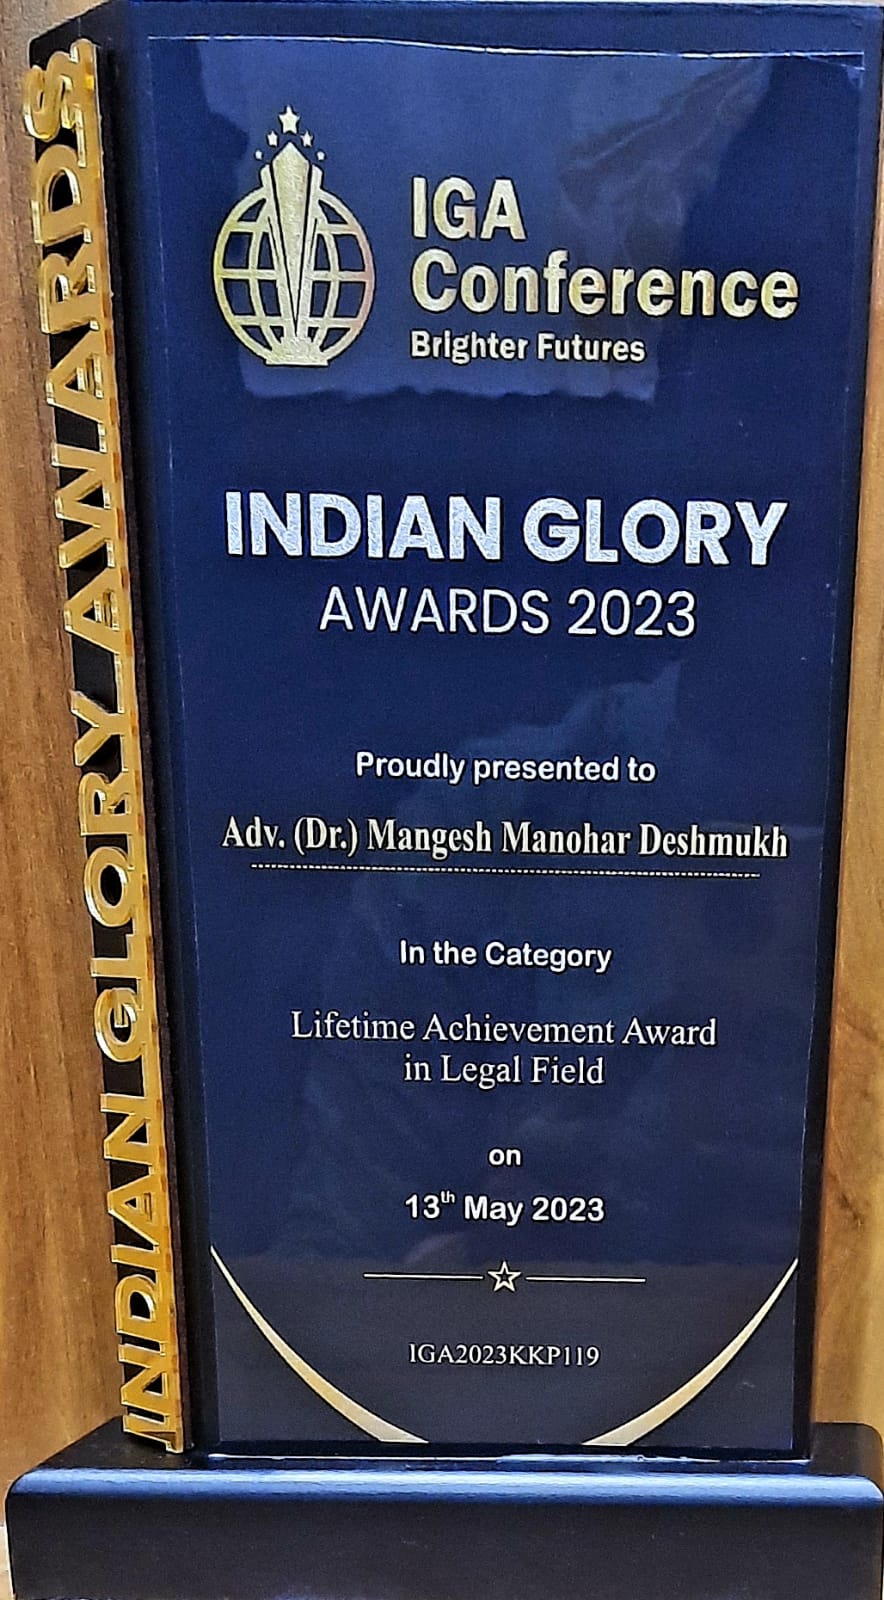 INDIAN GLORY AWARDS
IGA
Conference
Brighter Futures
INDIAN GLORY
AWARDS 2023
Proudly presented to
Adv. (Dr.) Mangesh Manohar Deshmukh
In the Category
Lifetime Achievement Award
in Legal Field
on
13th May 2023
IGA2023KKP119